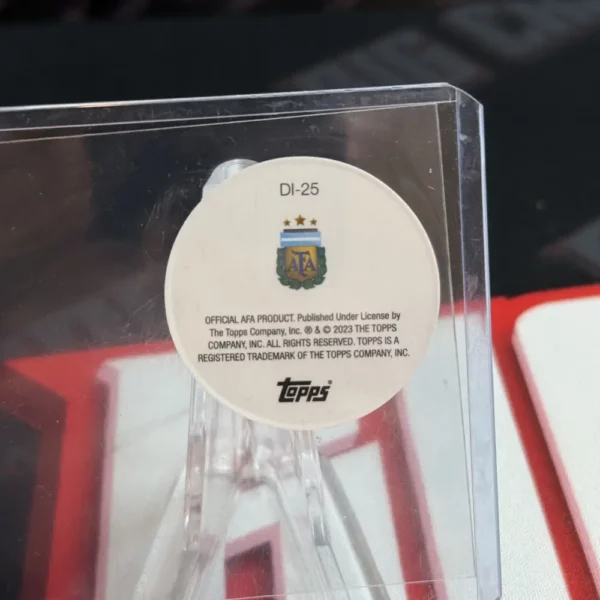 DI-25
AFA
OFFICIAL AFA PRODUCT. Published Under License by
The Topps Company, Inc. ® & © 2023 THE TOPPS
COMPANY, INC. ALL RIGHTS RESERVED. TOPPS IS A
REGISTERED TRADEMARK OF THE TOPPS COMPANY, INC.
Topps®